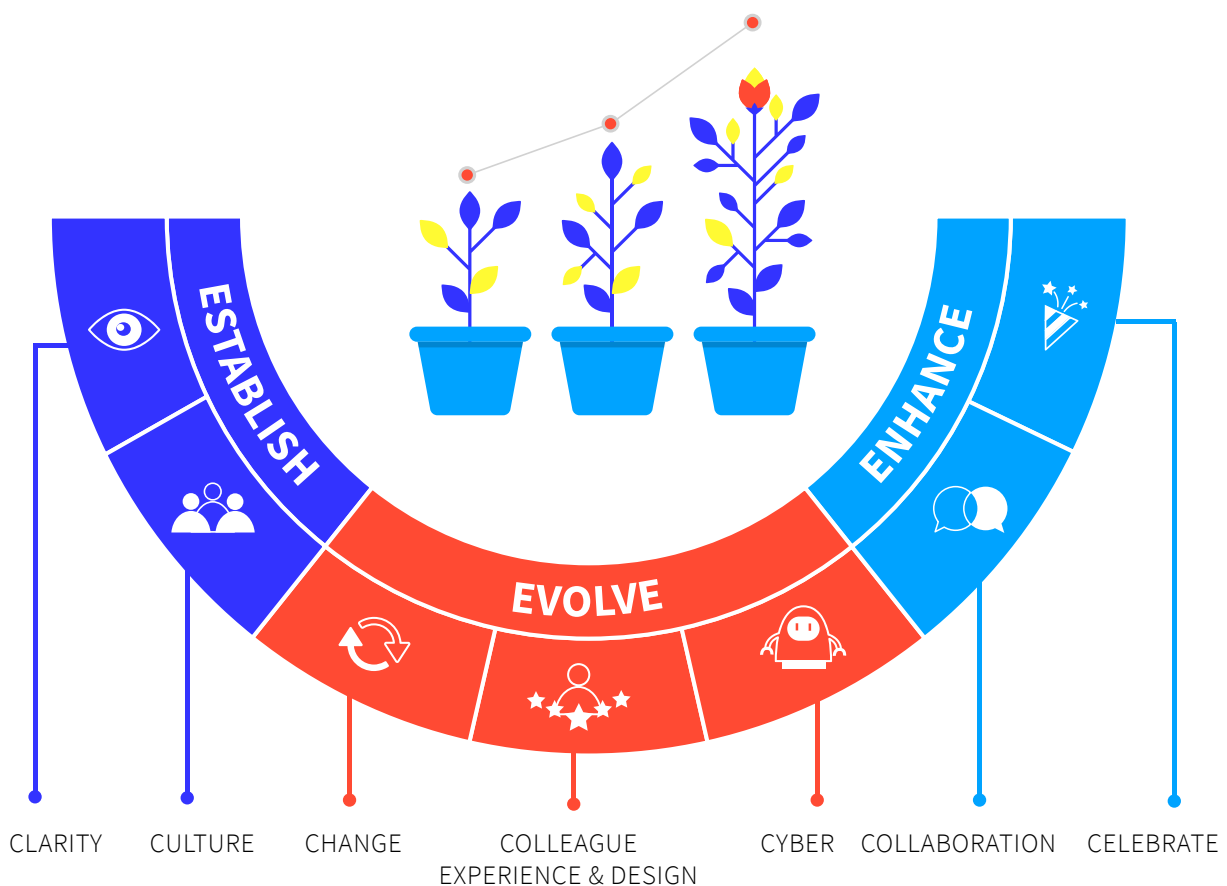 ESTABLISH
EVOLVE
ENHANCE
CLARITY
CULTURE
CHANGE
COLLEAGUE
EXPERIENCE & DESIGN
CYBER
COLLABORATION
CELEBRATE